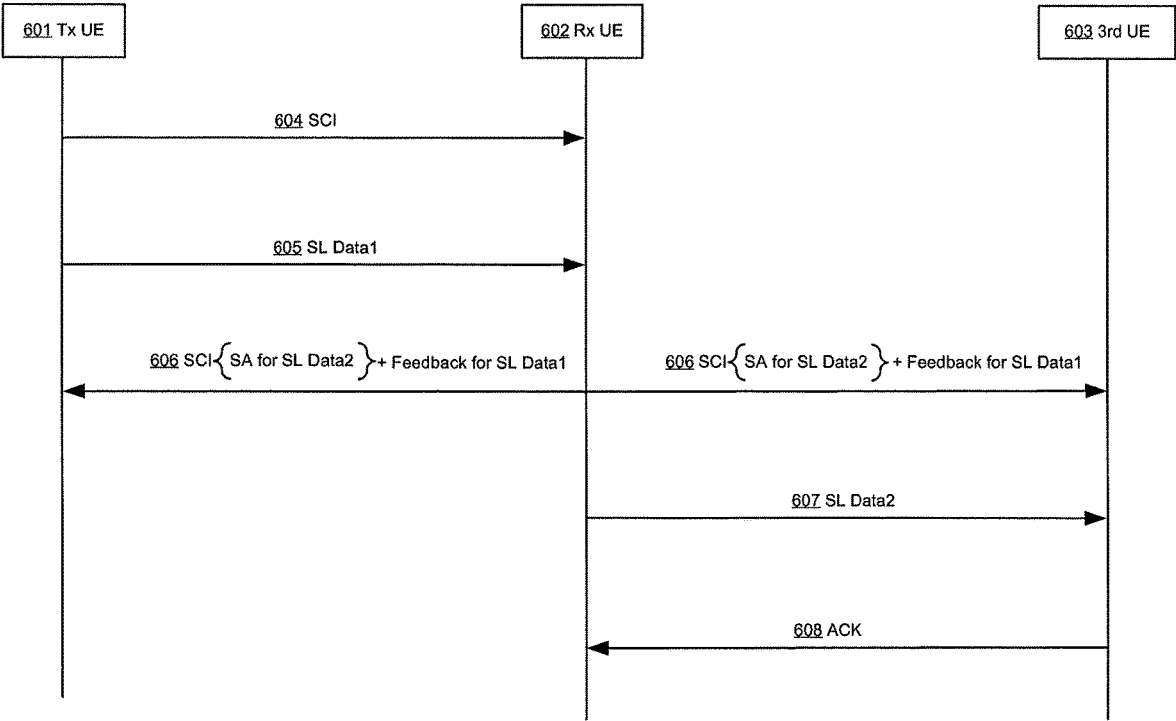 601 Tx UE
602 Rx UE
603 3rd UE
604 SCI
605 SL Data1
606 SCI{SA for SL Data2}+ Feedback for SL Data1
606 SCI{SA for SL Data2}+ Feedback for SL Data1
607 SL Data2
608 ACK